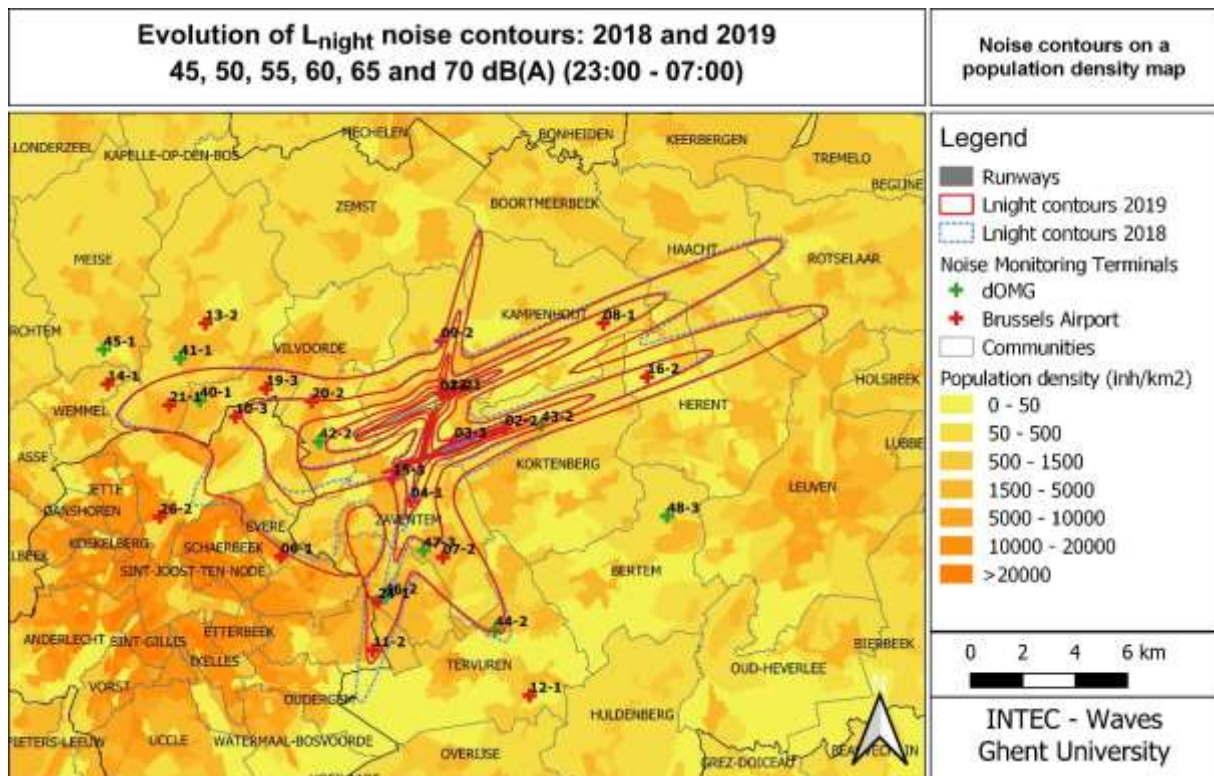 Evolution of Lnight noise contours: 2018 and 2019
45, 50, 55, 60, 65 and 70 dB(A) (23:00 - 07:00)
Noise contours on a
population density map
MECHELEN
BONHEIDEN
KEERBERGEN
LONDERZEEL
KAPELLE-OP-DEN-BOS
TREMELO
BEGIJNE
ZEMST
BOORTMEERBEEK
HAACHT
ROTSELAAR
MEISE
KAMPENHOUT
08-1
13-2
09-2
RCHTEM
45-1
41-1
VILVOORDE
14-1
19-3
16-2
HOLSBEEK
WEMMEL
21-1
40-1
20-2
10-3
HERENT
02-2
43-2
42-2
03-3
LUBBE
ASSE
KORTENBERG
15-3
JETTE
04-1
LEUVEN
GANSHOREN
26-2
48-3
ZAVENTEM
EVERE
KOEKELBERG
SCHAERBEEK
06-1
47-3
07-2
LBEEK
SINT-JOOST-TEN-NODE
BERTEM
44-2
ANDERLECHT
SINT-GILLIS
ETTERBEEK
11-2
BIERBEEK
IXELLES
TERVUREN
OUD-HEVERLEE
VORST
OUDERGEM
12-1
HULDENBERG
PIETERS-LEEUW
UCCLE
WATERMAAL-BOSVOORDE
OVERIJSE
GREZ-DOICEAU
Legend
Runways
Lnight contours 2019
Lnight contours 2018
Noise Monitoring Terminals
dOMG
Brussels Airport
Communities
Population density (inh/km2)
0 - 50
50 - 500
500 - 1500
1500 - 5000
5000 - 10000
10000 - 20000
>20000
0 2 4 6 km
INTEC - Waves
Ghent University